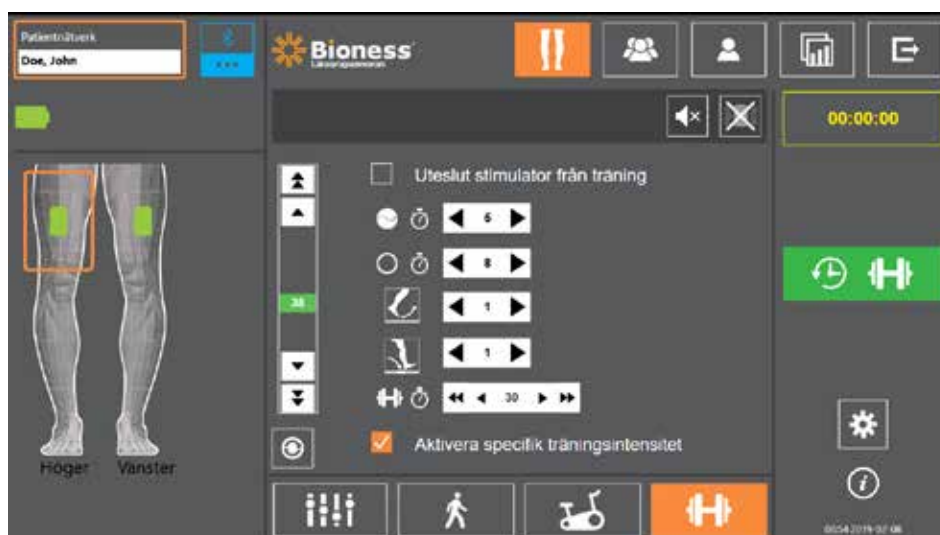 Patientnätverk
Doe, John
Bioness
00:00:00
Uteslut stimulator från träning
6
8
38
1
1
30
Aktivera specifik träningsintensitet
Höger Vänster